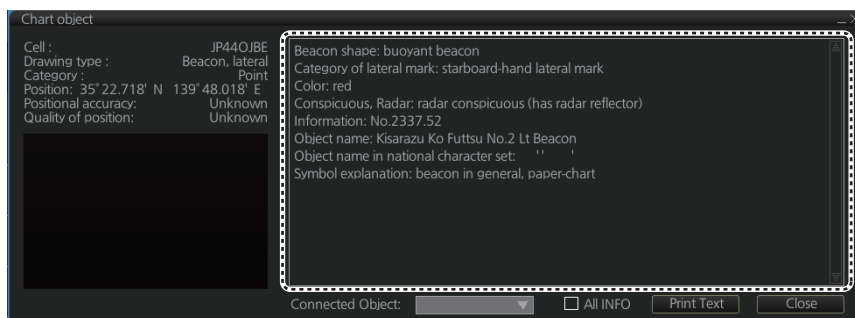 Chart object
Cell : JP44OJBE
Drawing type : Beacon, lateral
Category : Point
Position: 35°22.718' N 139°48.018' E
Positional accuracy: Unknown
Quality of position: Unknown
Beacon shape: buoyant beacon
Category of lateral mark: starboard-hand lateral mark
Color: red
Conspicuous, Radar: radar conspicuous (has radar reflector)
Information: No.2337.52
Object name: Kisarazu Ko Futtsu No.2 Lt Beacon
Object name in national character set:
Symbol explanation: beacon in general, paper-chart
Connected Object:
All INFO
Print Text
Close